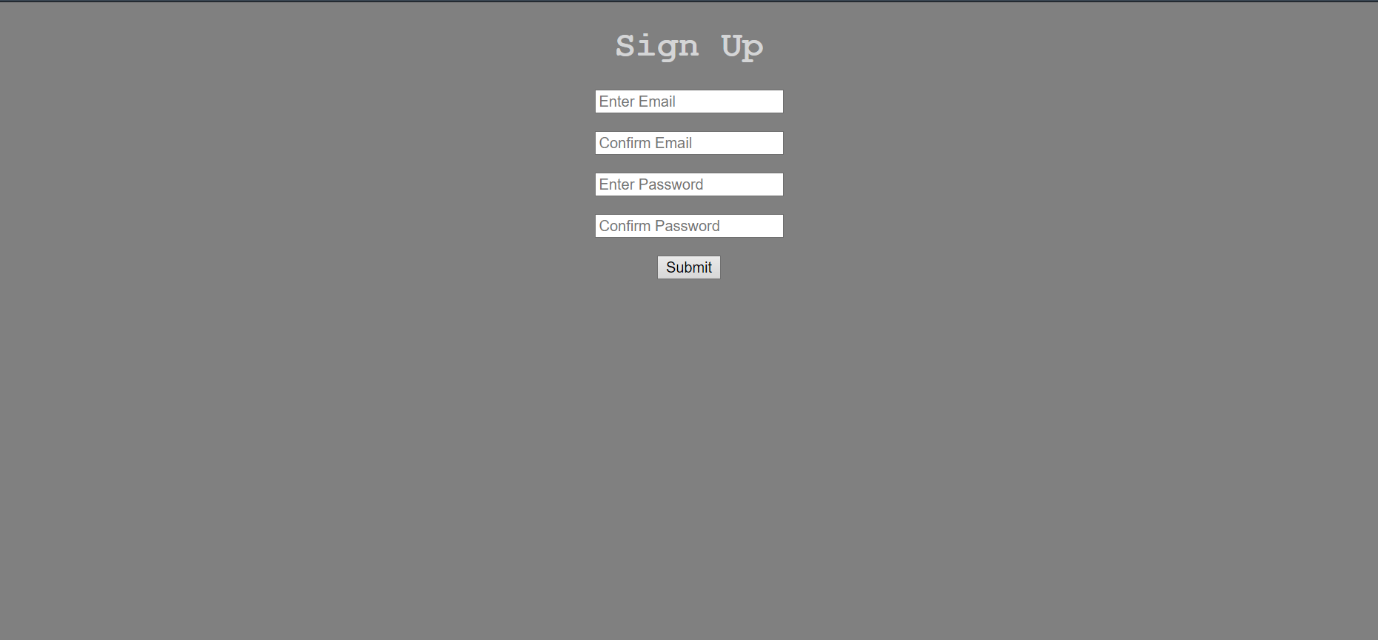 Sign Up
Enter Email
Confirm Email
Enter Password
Confirm Password
Submit